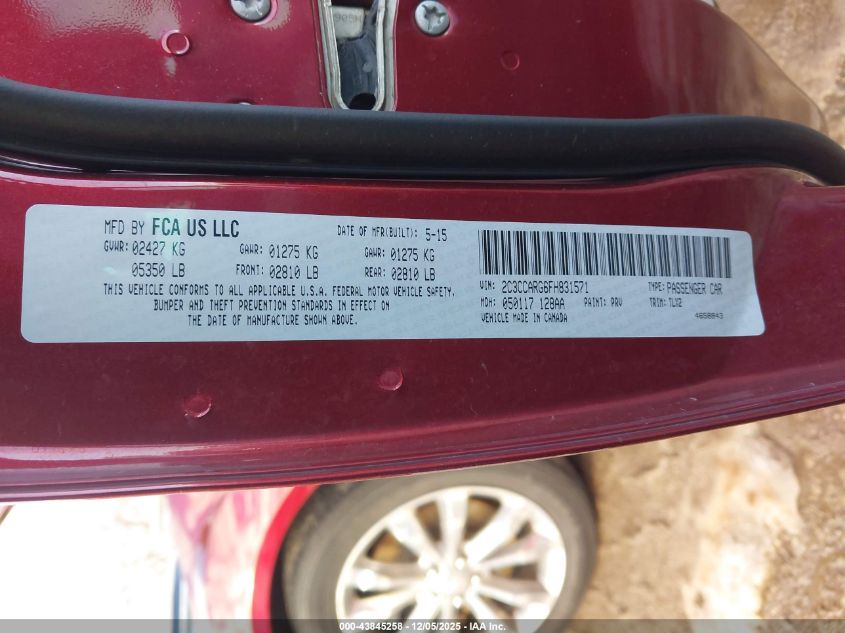 MFD BY FCA US LLC DATE OF MFR(BUILT): 5-15
GVWR: 02427 KG GAWR: 01275 KG GAWR: 01275 KG
05350 LB FRONT: 02810 LB REAR: 02810 LB
THIS VEHICLE CONFORMS TO ALL APPLICABLE U.S.A. FEDERAL MOTOR VEHICLE SAFETY,
BUMPER AND THEFT PREVENTION STANDARDS IN EFFECT ON
THE DATE OF MANUFACTURE SHOWN ABOVE.
VIN: 2C3CCARG6FH831571 TYPE: PASSENGER CAR
MDH: 050117 128AA PAINT: PRV TRIM: TLX2
VEHICLE MADE IN CANADA 4658843
000-43845258 - 12/05/2025 - IAA Inc.